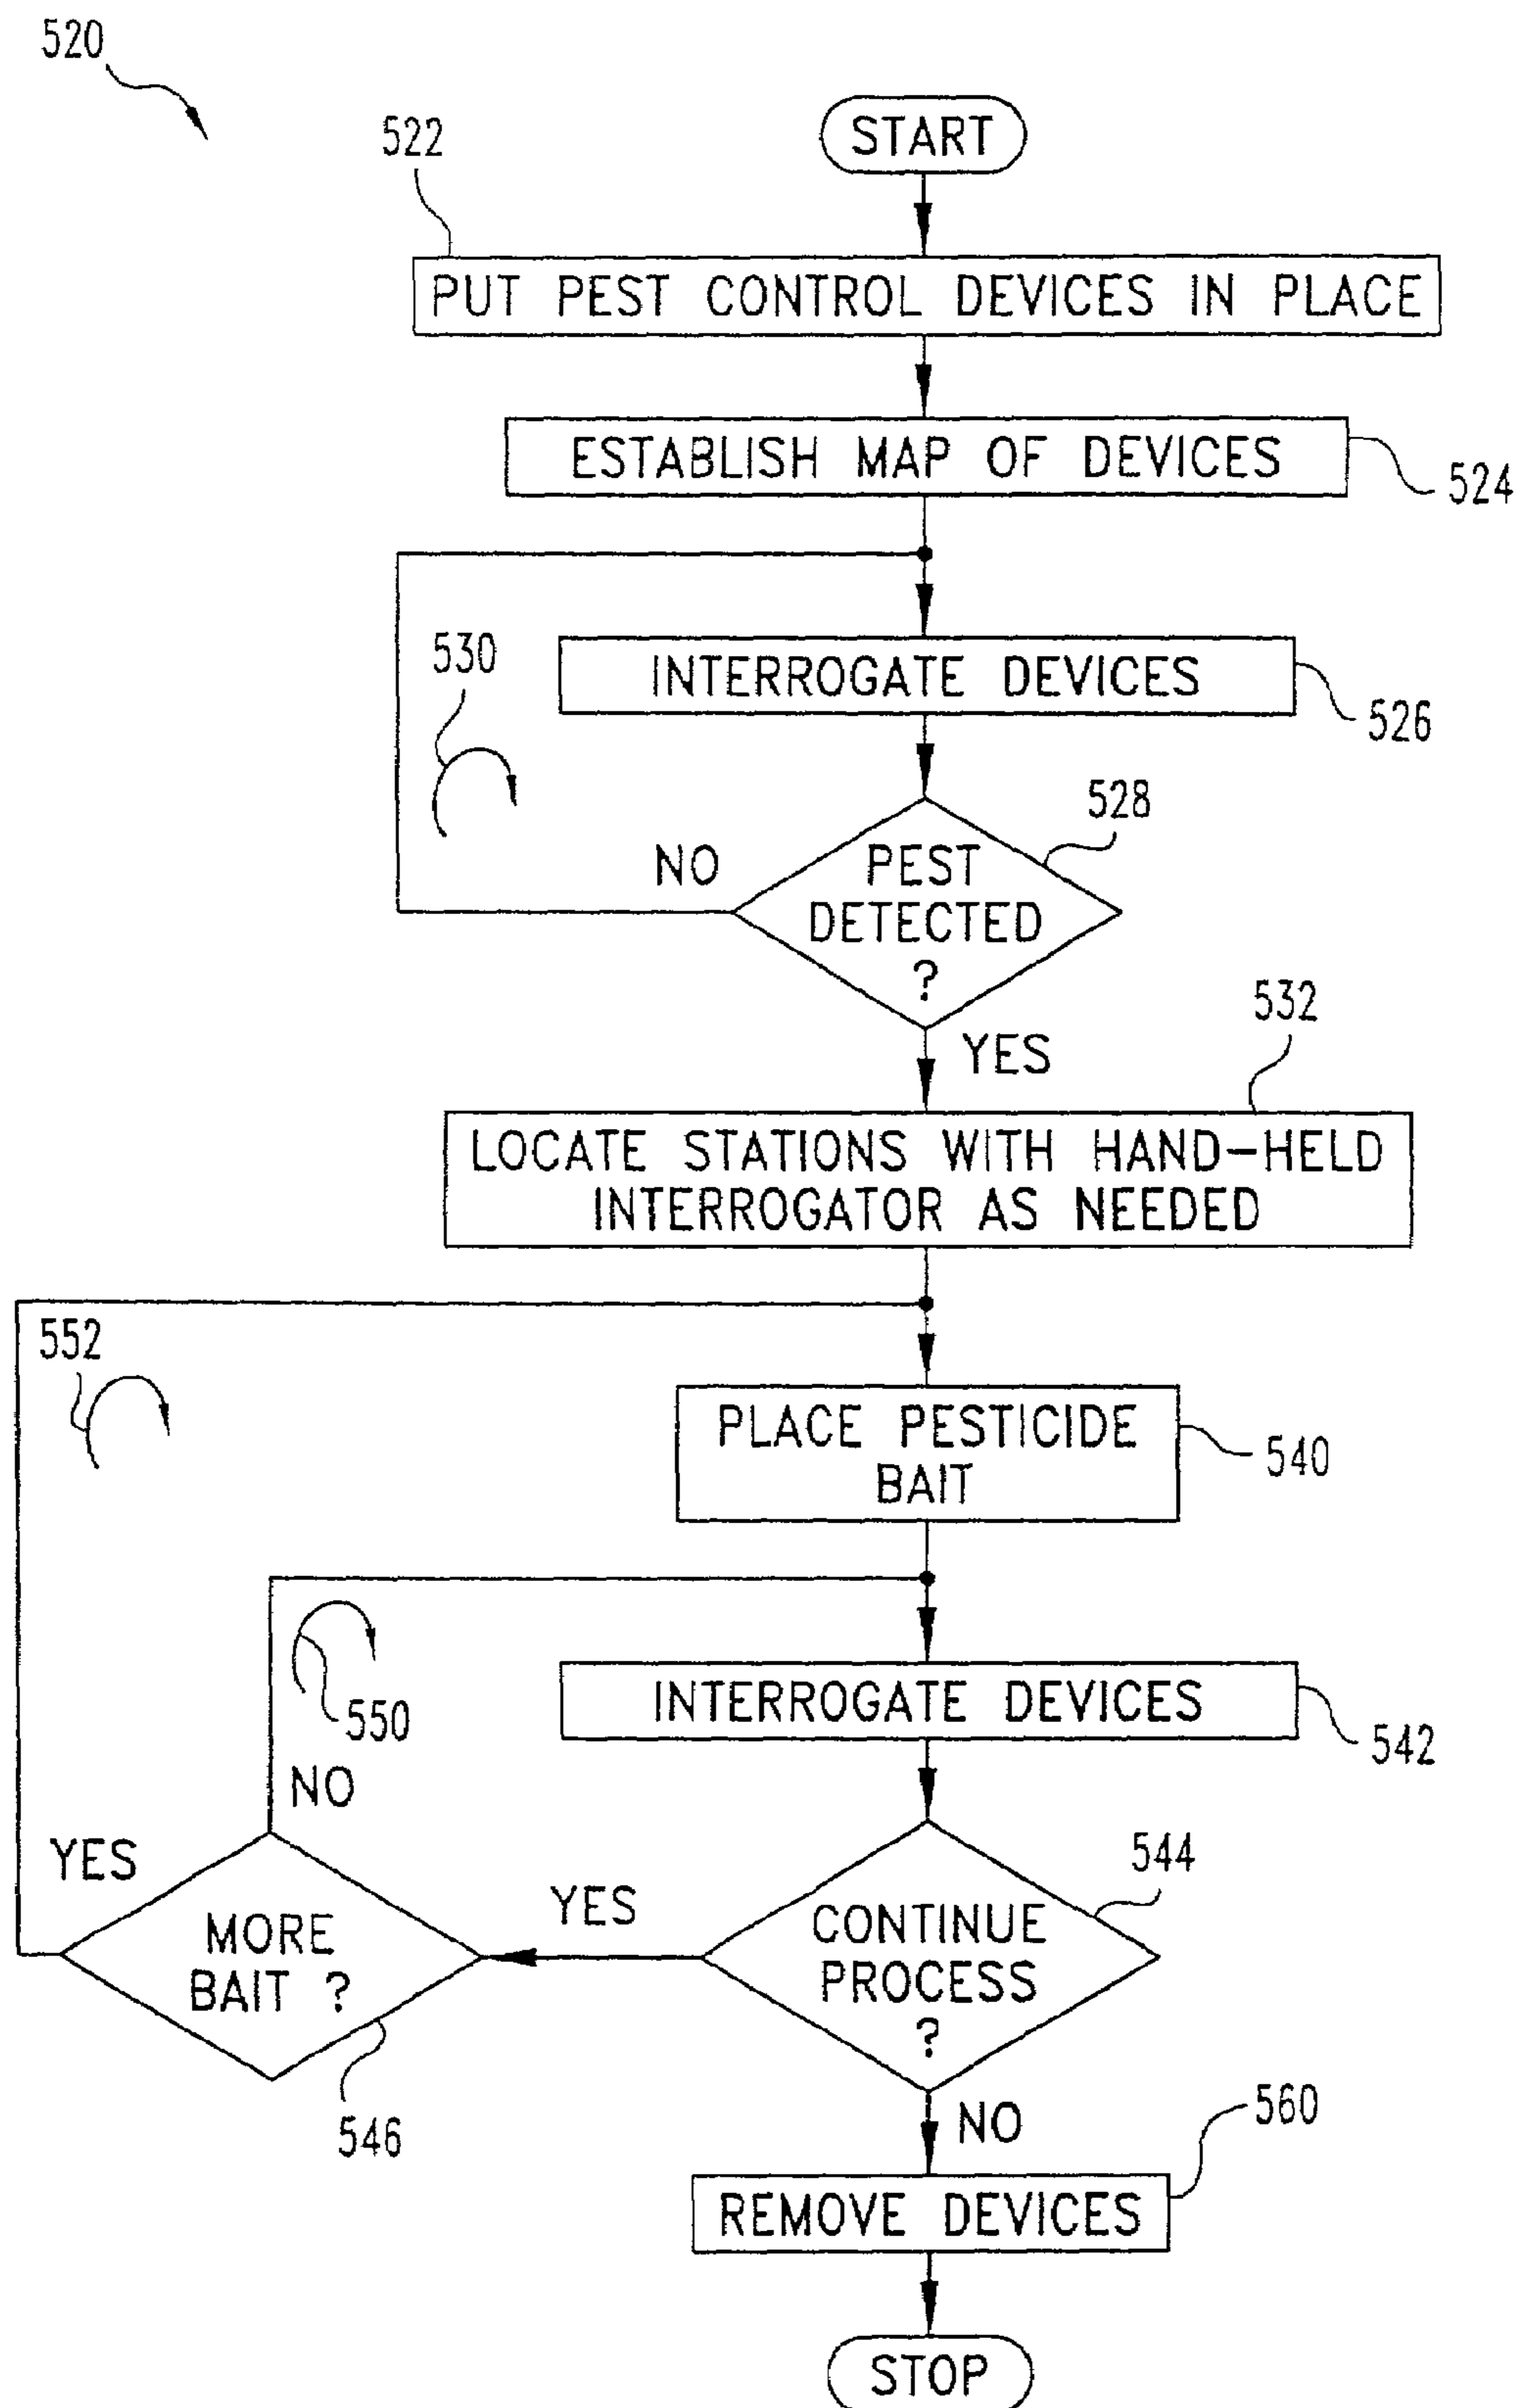 520
START
522
PUT PEST CONTROL DEVICES IN PLACE
ESTABLISH MAP OF DEVICES
524
530
INTERROGATE DEVICES
526
528
NO
PEST
DETECTED
?
532
YES
LOCATE STATIONS WITH HAND-HELD
INTERROGATOR AS NEEDED
552
PLACE PESTICIDE
BAIT
540
550
INTERROGATE DEVICES
542
NO
YES
544
YES
MORE
BAIT ?
CONTINUE
PROCESS
?
546
NO
560
REMOVE DEVICES
STOP